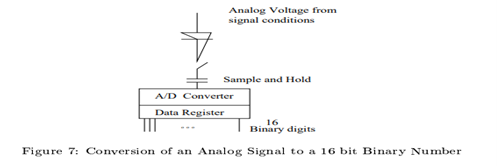 Analog Voltage from
signal conditions
Sample and Hold
A/D Converter
Data Register
16
Binary digits
Figure 7: Conversion of an Analog Signal to a 16 bit Binary Number